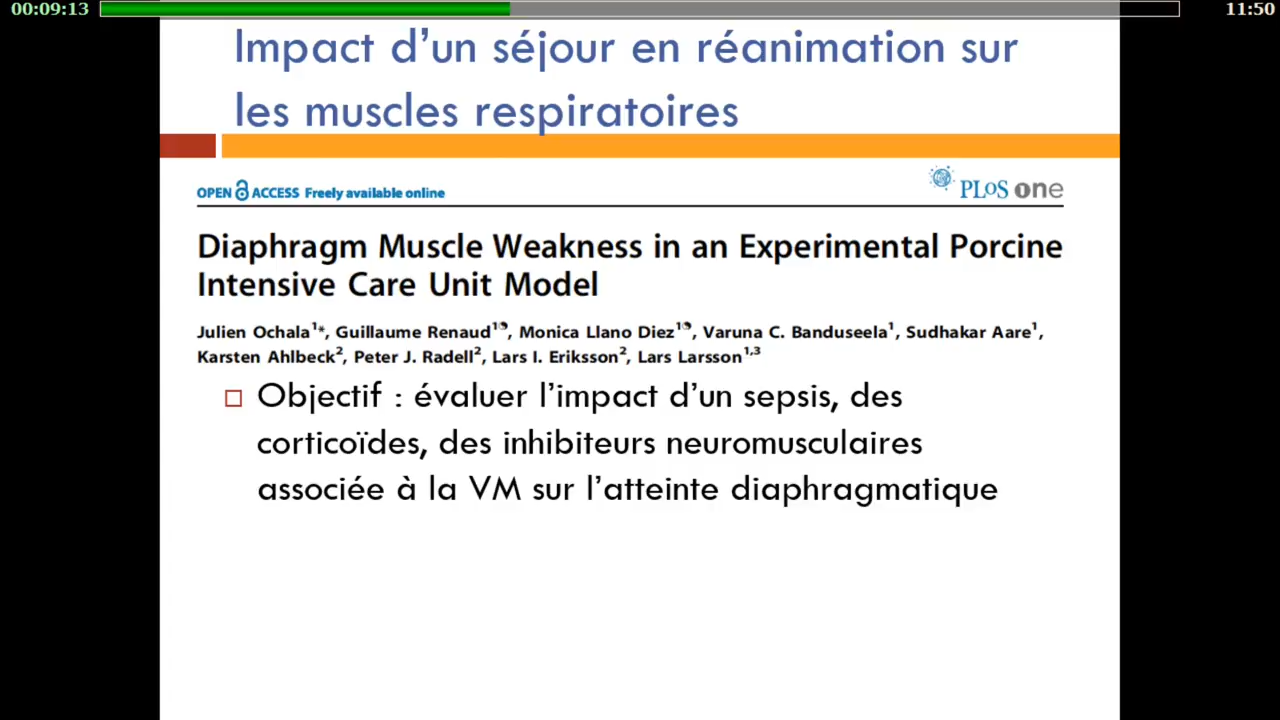 00:09:13 11:50
Impact d’un séjour en réanimation sur
les muscles respiratoires
OPEN ACCESS Freely available online
PLoS one
Diaphragm Muscle Weakness in an Experimental Porcine
Intensive Care Unit Model
Julien Ochala1*, Guillaume Renaud1◔, Monica Llano Diez1◔, Varuna C. Banduseela1, Sudhakar Aare1,
Karsten Ahlbeck2, Peter J. Radell2, Lars I. Eriksson2, Lars Larsson1,3
Objectif : évaluer l’impact d’un sepsis, des
corticoïdes, des inhibiteurs neuromusculaires
associée à la VM sur l’atteinte diaphragmatique